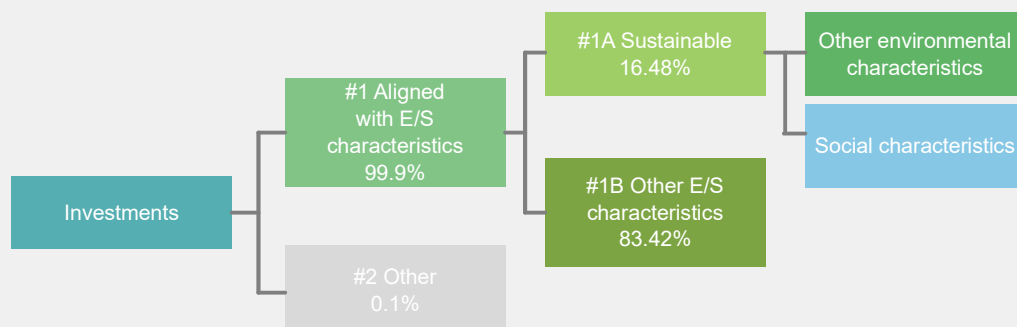 Investments
#1 Aligned
with E/S
characteristics
99.9%
#2 Other
0.1%
#1A Sustainable
16.48%
#1B Other E/S
characteristics
83.42%
Other environmental
characteristics
Social characteristics